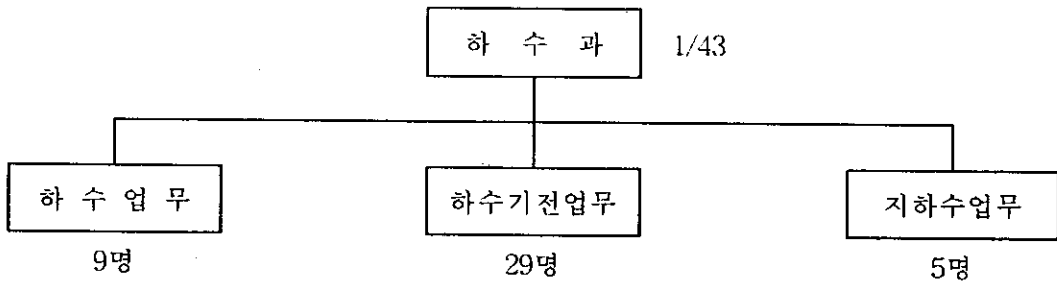 하 수 과 1/43
하 수 업 무 하수기전업무 지하수업무
9명 29명 5명